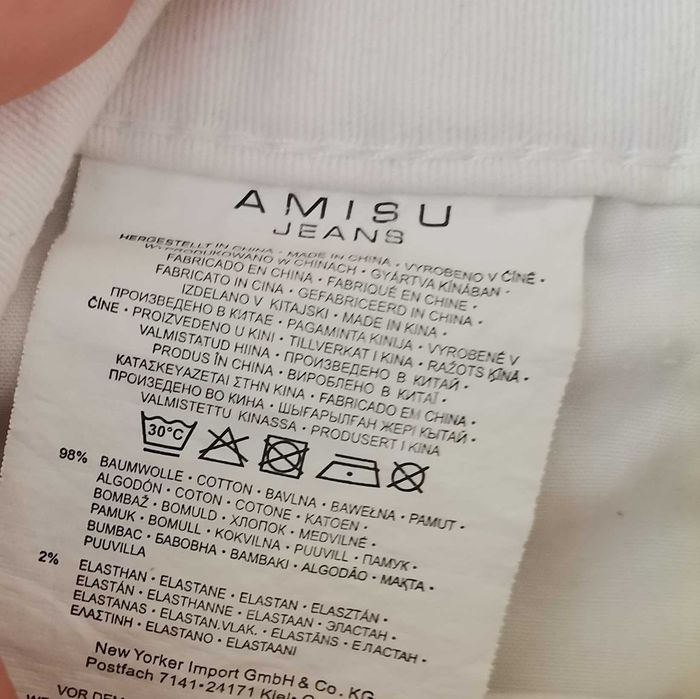 AMISU
JEANS
HERGESTELLT IN CHINA · MADE IN CHINA · VYROBENO V ČÍNĚ ·
WYPRODUKOWANO W CHINACH · GYÁRTVA KÍNÁBAN ·
FABRICADO EN CHINA · FABRIQUÉ EN CHINE ·
FABRICATO IN CINA · GEFABRICEERD IN CHINA ·
IZDELANO V KITAJSKI · MADE IN KINA ·
ПРОИЗВЕДЕНО В КИТАЕ · PAGAMINTA KINIJA · VYROBENÉ V
ČÍNE · PROIZVEDENO U KINI · TILLVERKAT I KINA · RAŽOTS ĶĪNĀ ·
VALMISTATUD HIINA · ПРОИЗВЕДЕНО В КИТАЙ ·
PRODUS ÎN CHINA · ВИРОБЛЕНО В КИТАЇ ·
ΚΑΤΑΣΚΕΥΑΖΕΤΑΙ ΣΤΗΝ ΚΙΝΑ · FABRICADO EM CHINA ·
ПРОИЗВЕДЕНО ВО КИНА · ШЫҒАРЫЛҒАН ЖЕРІ ҚЫТАЙ ·
VALMISTETTU KINASSA · PRODUSERT I KINA
30°C
98% BAUMWOLLE · COTTON · BAVLNA · BAWEŁNA · PAMUT ·
ALGODÓN · COTON · COTONE · KATOEN ·
BOMBAŽ · BOMULD · ХЛОПОК · MEDVILNĖ ·
PAMUK · BOMULL · KOKVILNA · PUUVILL · ПАМУК ·
BUMBAC · БАВОВНА · ΒΑΜΒΑΚΙ · ALGODÃO · МАҚТА ·
PUUVILLA
2% ELASTHAN · ELASTANE · ELASTAN · ELASZTÁN ·
ELASTÁN · ELASTHANNE · ELASTAAN · ЭЛАСТАН ·
ELASTANAS · ELASTAN.VLAK. · ELASTĀNS · ЕЛАСТАН ·
ΕΛΑΣΤΙΝΗ · ELASTANO · ELASTAANI
New Yorker Import GmbH & Co. KG
Postfach 7141·24171 Kiel·
VOR DEM